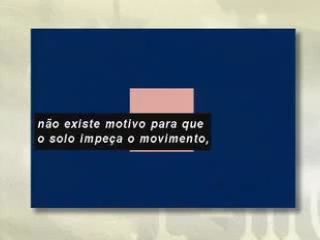 não existe motivo para que
o solo impeça o movimento,